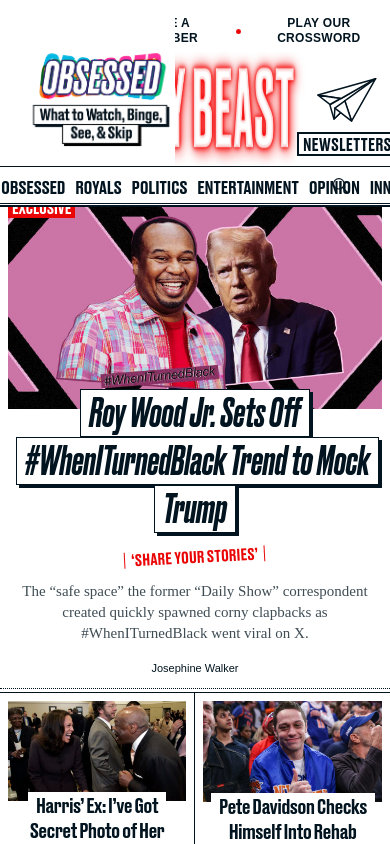 PLAY OUR
CROSSWORD
OBSESSED
What to Watch, Binge,
See, & Skip
BEAST
NEWSLETTERS
OBSESSED ROYALS POLITICS ENTERTAINMENT OPINION INN
EXCLUSIVE
#WhenITurnedBlack
Roy Wood Jr. Sets Off
#WhenITurnedBlack Trend to Mock
Trump
‘SHARE YOUR STORIES’
The “safe space” the former “Daily Show” correspondent
created quickly spawned corny clapbacks as
#WhenITurnedBlack went viral on X.
Josephine Walker
Harris’ Ex: I’ve Got
Secret Photo of Her
Pete Davidson Checks
Himself Into Rehab